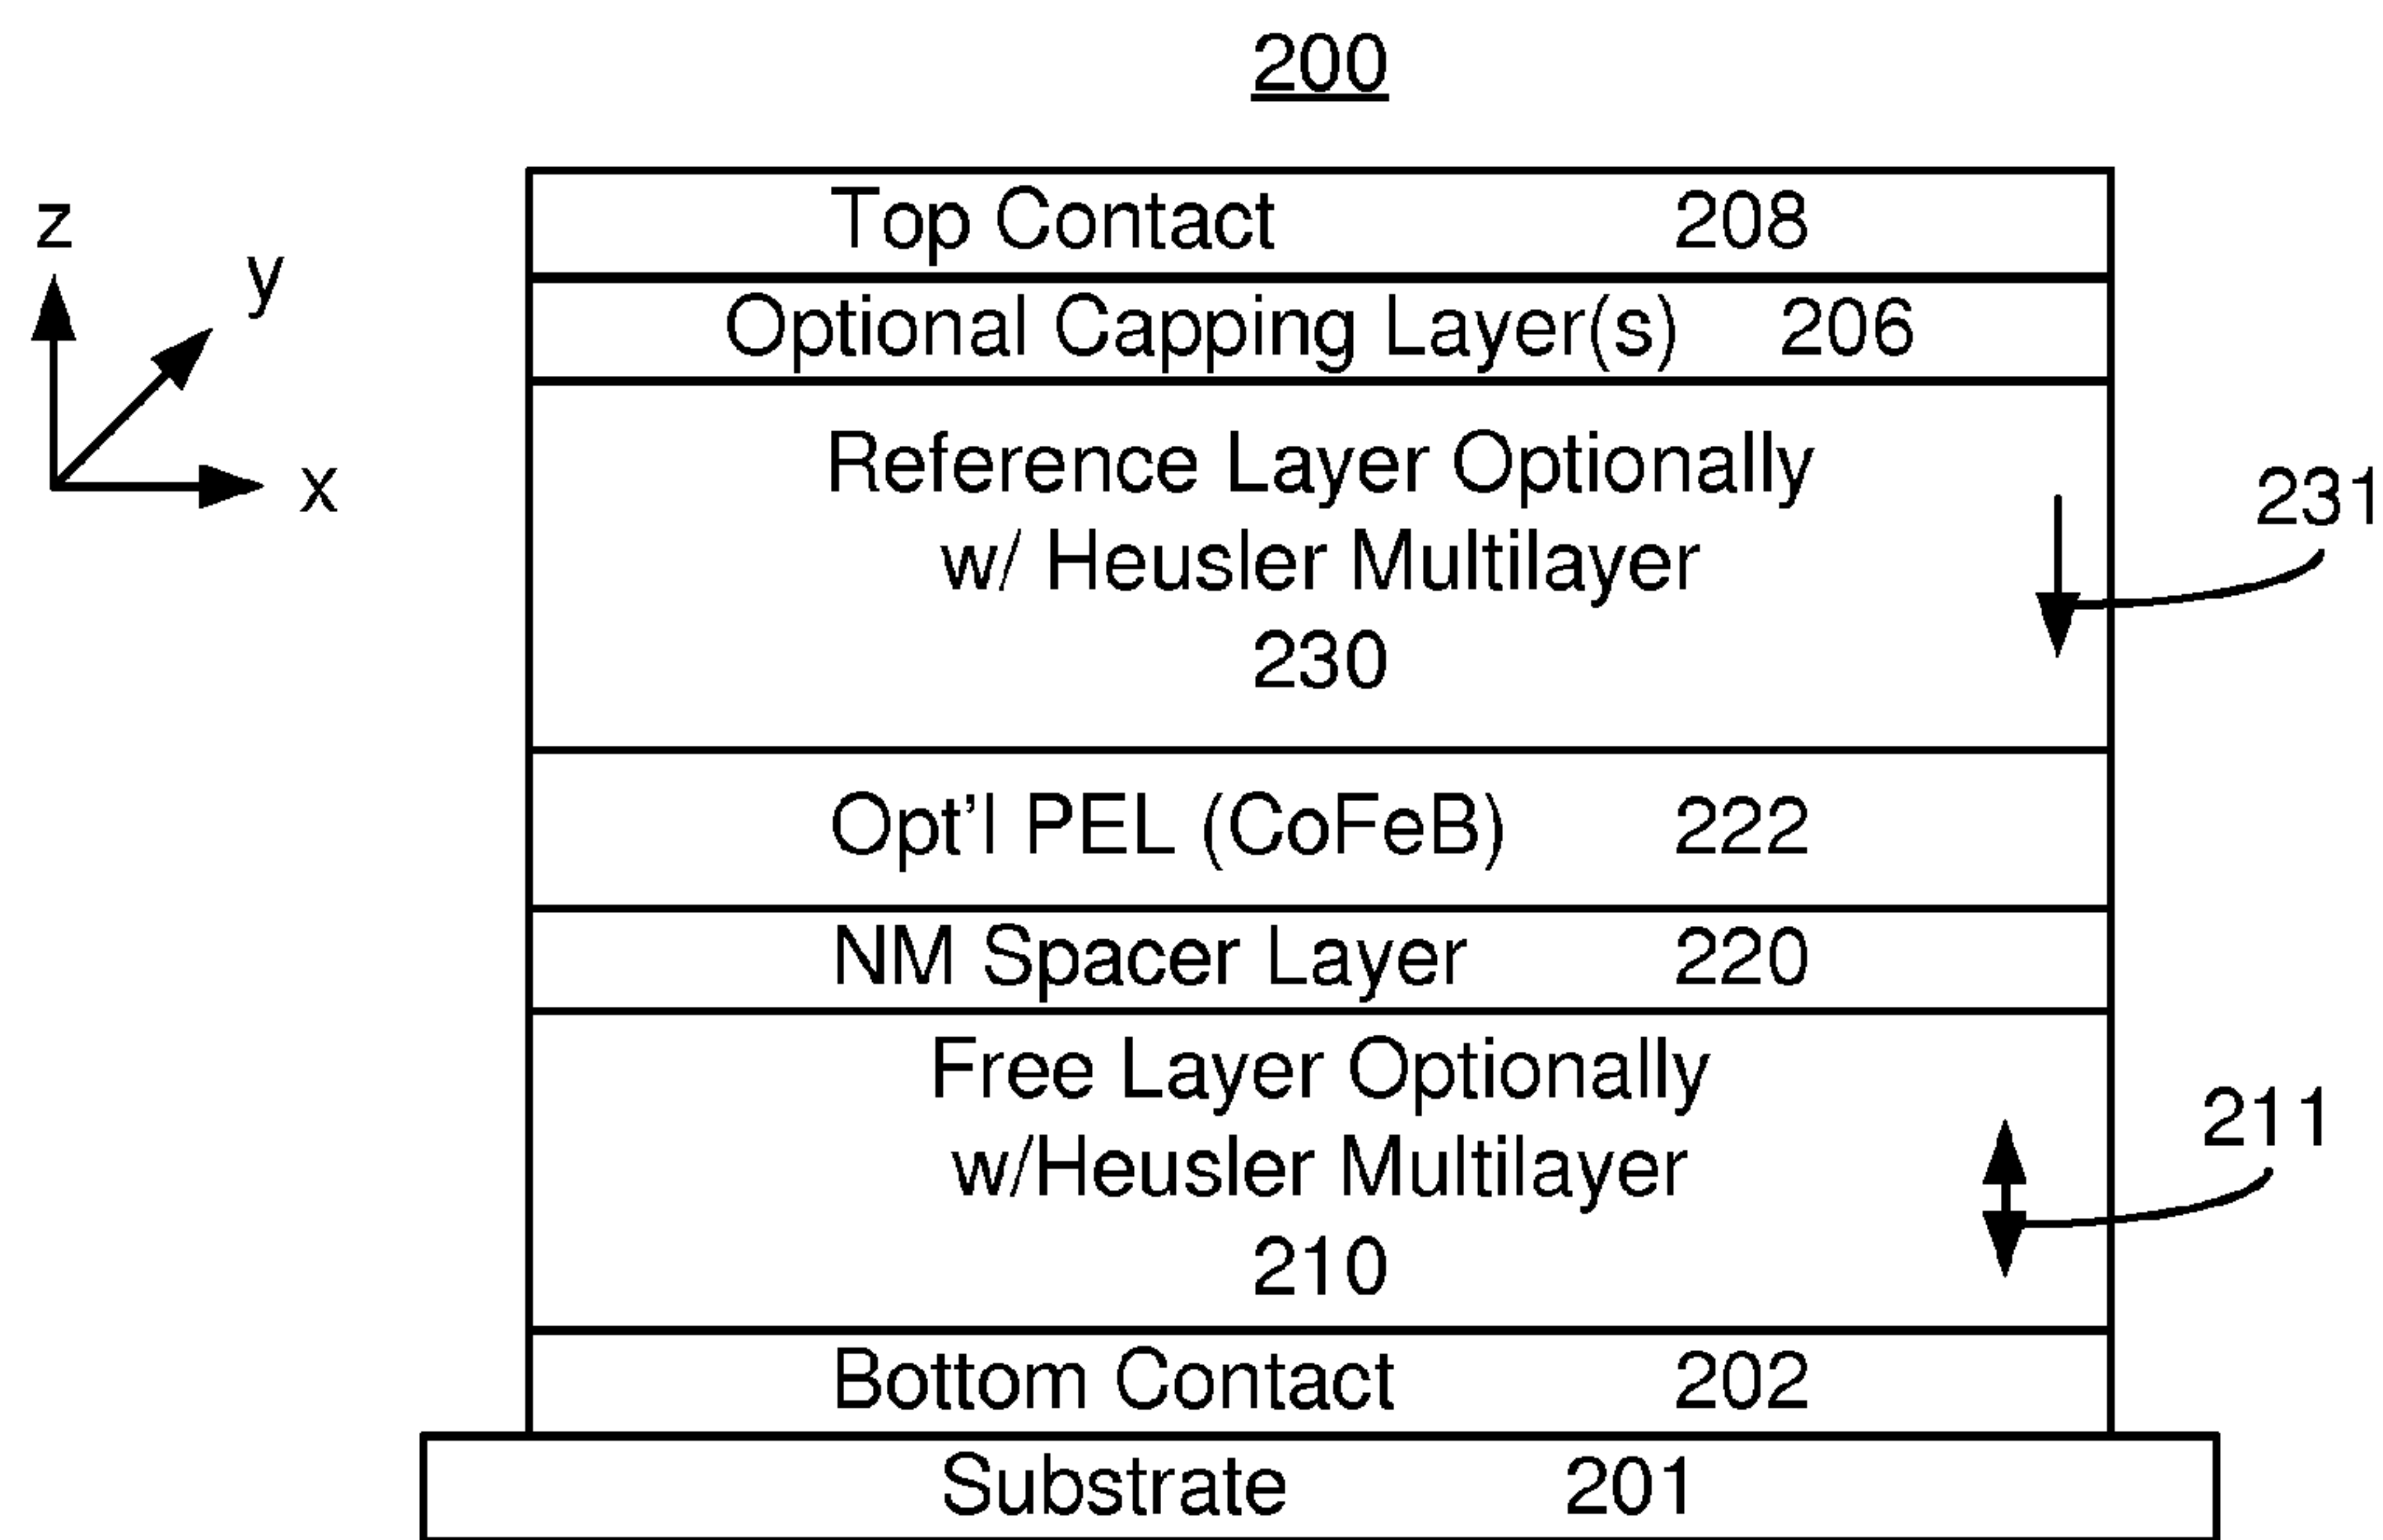 200
z
y
x
Top Contact 208
Optional Capping Layer(s) 206
Reference Layer Optionally
w/ Heusler Multilayer
230
231
Opt'l PEL (CoFeB) 222
NM Spacer Layer 220
Free Layer Optionally
w/Heusler Multilayer
210
211
Bottom Contact 202
Substrate 201